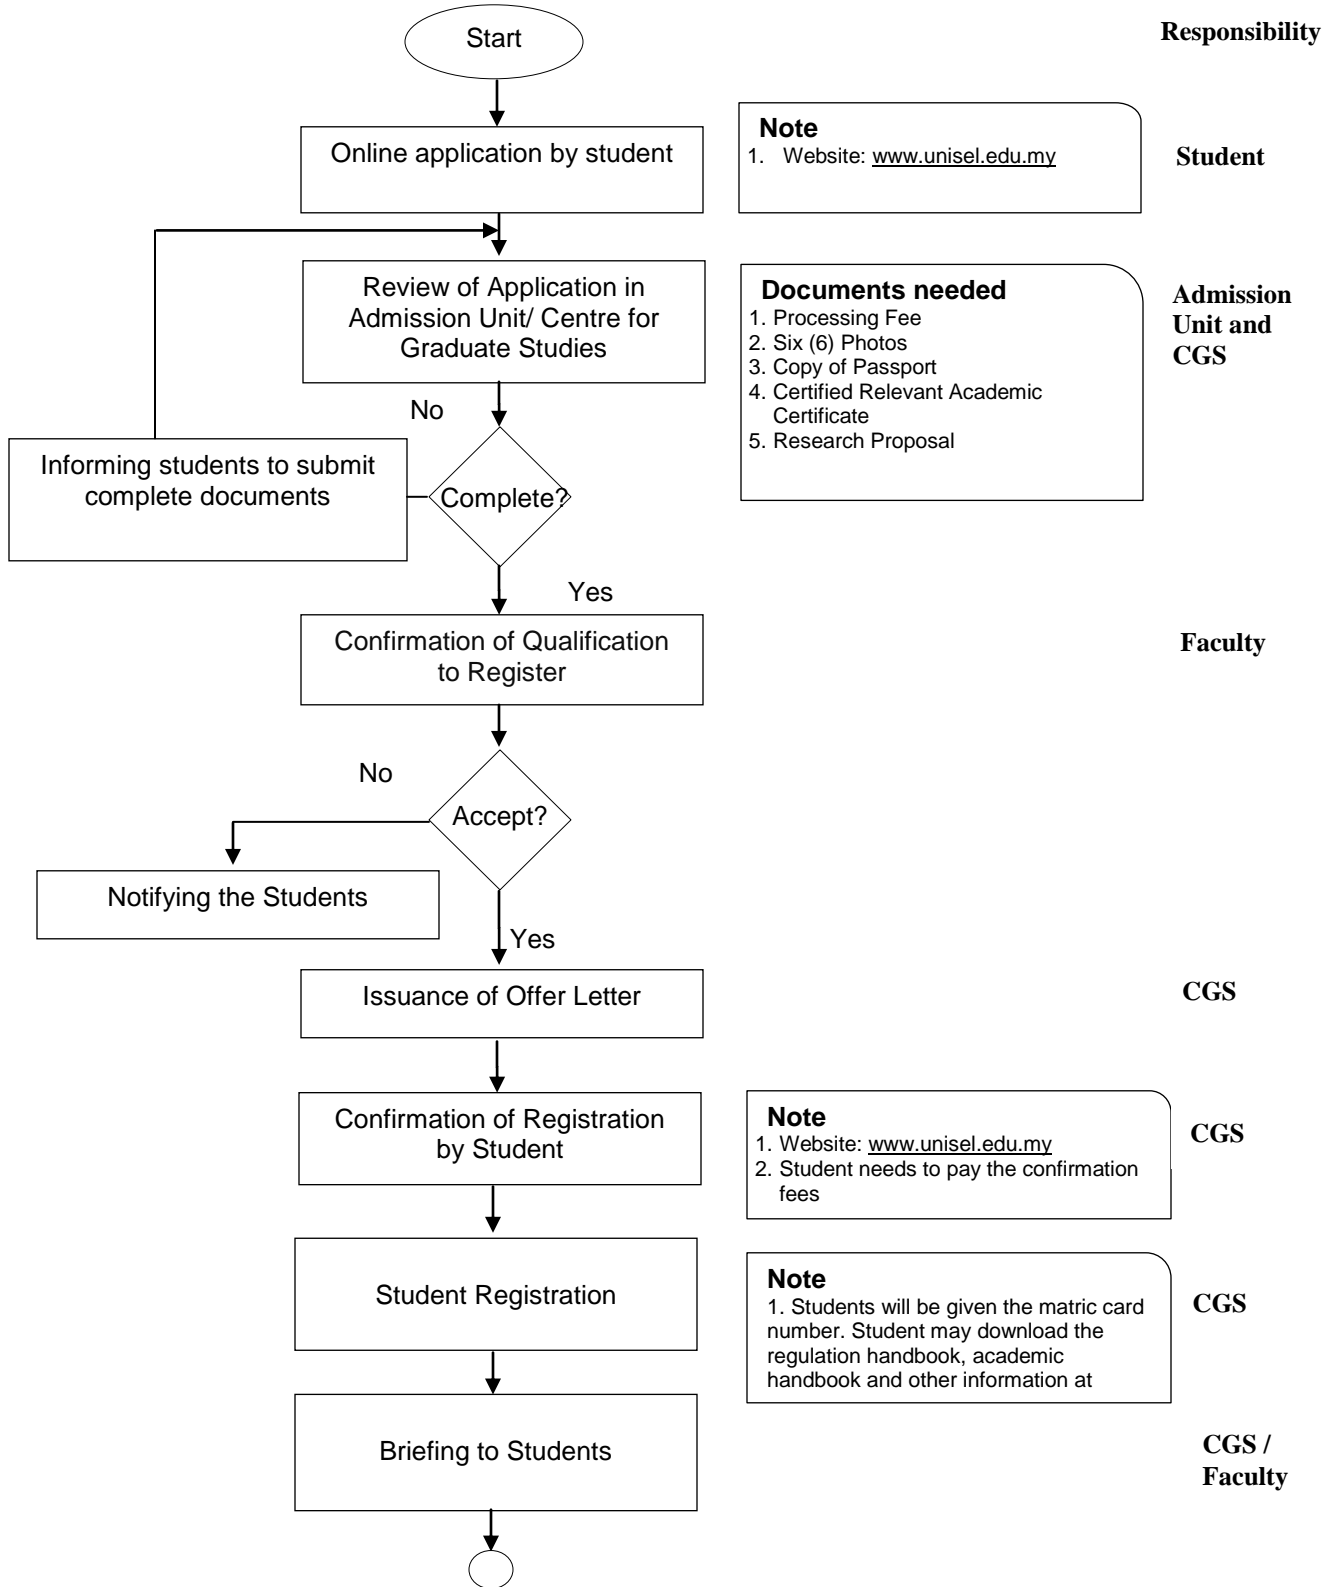 Start
Responsibility
Online application by student
Note
1. Website: www.unisel.edu.my
Student
Review of Application in
Admission Unit/ Centre for
Graduate Studies
Documents needed
1. Processing Fee
2. Six (6) Photos
3. Copy of Passport
4. Certified Relevant Academic
Certificate
5. Research Proposal
Admission
Unit and
CGS
No
Informing students to submit
complete documents
Complete?
Yes
Confirmation of Qualification
to Register
Faculty
No
Accept?
Notifying the Students
Yes
Issuance of Offer Letter
CGS
Confirmation of Registration
by Student
Note
1. Website: www.unisel.edu.my
2. Student needs to pay the confirmation
fees
CGS
Student Registration
Note
1. Students will be given the matric card
number. Student may download the
regulation handbook, academic
handbook and other information at
CGS
Briefing to Students
CGS /
Faculty